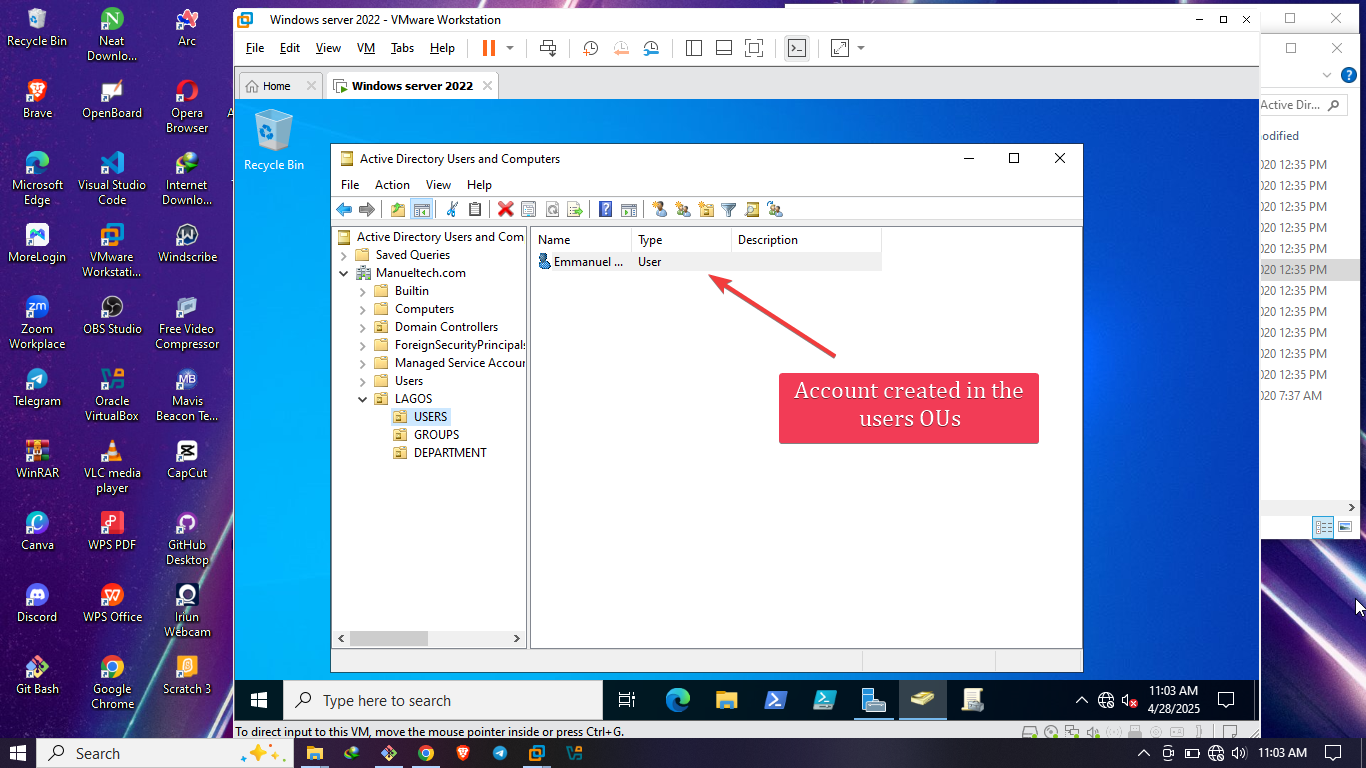 Recycle Bin
Neat
Downlo...
Arc
Brave
OpenBoard
Opera
Browser
Microsoft
Edge
Visual Studio
Code
Internet
Downlo...
MoreLogin
VMware
Workstati...
Windscribe
Zoom
Workplace
OBS Studio
Free Video
Compressor
Telegram
Oracle
VirtualBox
Mavis
Beacon Te...
WinRAR
VLC media
player
CapCut
Canva
WPS PDF
GitHub
Desktop
Discord
WPS Office
Iriun
Webcam
Git Bash
Google
Chrome
Scratch 3
Windows server 2022 - VMware Workstation
File Edit View VM Tabs Help
Home
Windows server 2022
Recycle Bin
Active Directory Users and Computers
File Action View Help
Active Directory Users and Com
Saved Queries
Manueltech.com
Builtin
Computers
Domain Controllers
ForeignSecurityPrincipals
Managed Service Accour
Users
LAGOS
USERS
GROUPS
DEPARTMENT
Name Type Description
Emmanuel ... User
Account created in the
users OUs
Type here to search
11:03 AM
4/28/2025
To direct input to this VM, move the mouse pointer inside or press Ctrl+G.
Active Dir...
odified
020 12:35 PM
020 12:35 PM
020 12:35 PM
020 12:35 PM
020 12:35 PM
020 12:35 PM
020 12:35 PM
020 12:35 PM
020 12:35 PM
020 12:35 PM
020 12:35 PM
020 7:37 AM
Search
11:03 AM